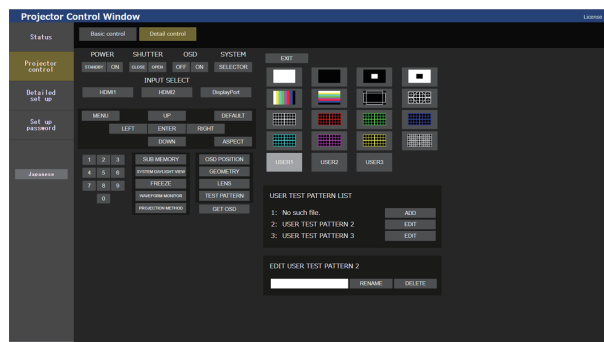 Projector Control Window
License
Status
Projector
control
Detailed
set up
Set up
password
Japanese
Basic control
Detail control
POWER
SHUTTER
OSD
SYSTEM
STANDBY
ON
CLOSE
OPEN
OFF
ON
SELECTOR
INPUT SELECT
HDMI1
HDMI2
DisplayPort
MENU
UP
DEFAULT
LEFT
ENTER
RIGHT
DOWN
ASPECT
1 2 3
4 5 6
7 8 9
0
SUB MEMORY
SYSTEM DAYLIGHT VIEW
FREEZE
WAVEFORM MONITOR
PROJECTION METHOD
OSD POSITION
GEOMETRY
LENS
TEST PATTERN
GET OSD
EXIT
USER1
USER2
USER3
USER TEST PATTERN LIST
1: No such file.
ADD
2: USER TEST PATTERN 2
EDIT
3: USER TEST PATTERN 3
EDIT
EDIT USER TEST PATTERN 2
RENAME
DELETE